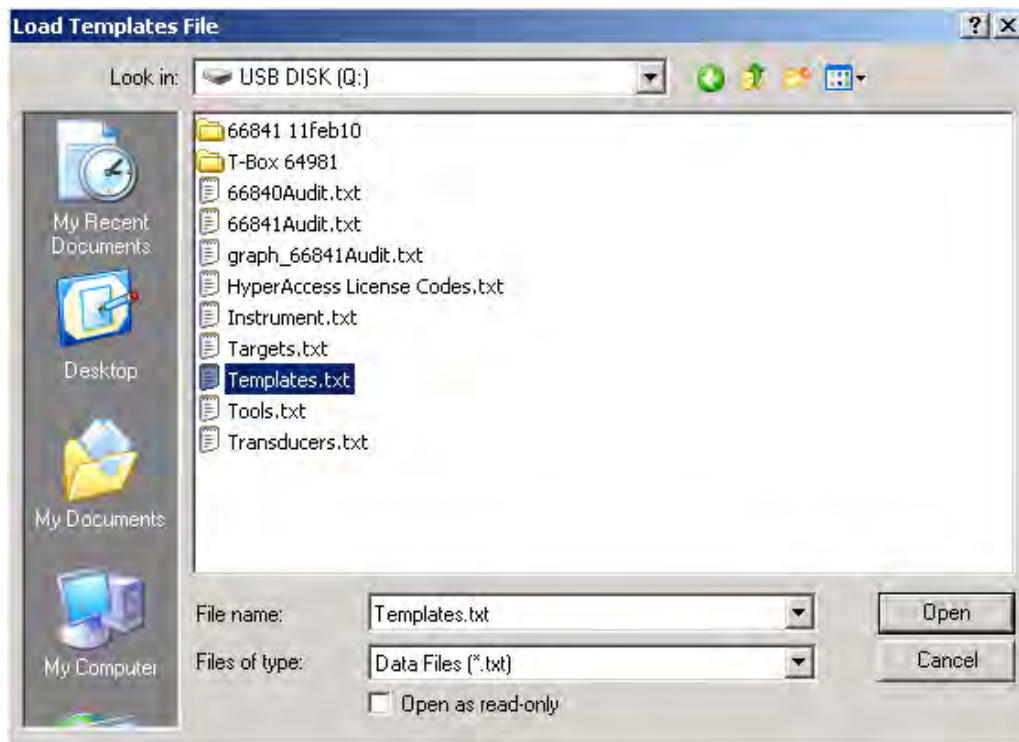 Load Templates File
Look in: USB DISK (Q:)
My Recent
Documents
Desktop
My Documents
My Computer
66841 11feb10
T-Box 64981
66840Audit.txt
66841Audit.txt
graph_66841Audit.txt
HyperAccess License Codes.txt
Instrument.txt
Targets.txt
Templates.txt
Tools.txt
Transducers.txt
File name: Templates.txt Open
Files of type: Data Files (*.txt) Cancel
Open as read-only